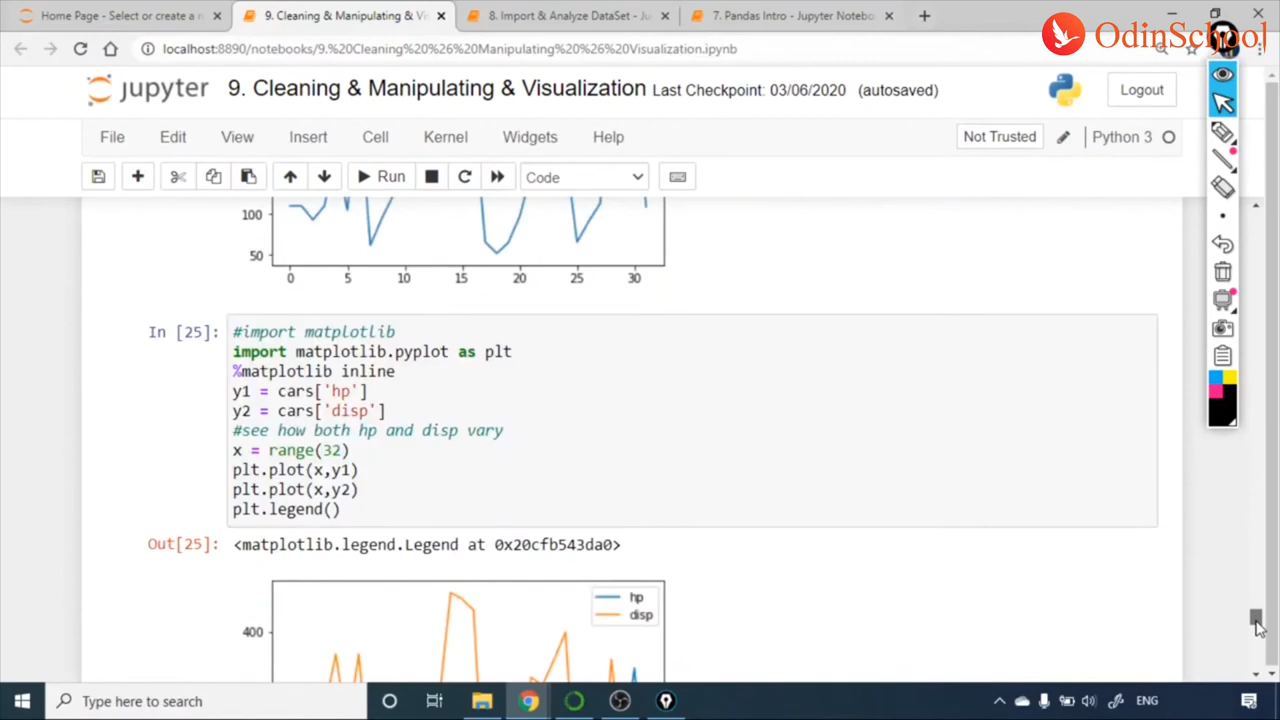 Home Page - Select or create a n
9. Cleaning & Manipulating & Vis
8. Import & Analyze DataSet - Ju
7. Pandas Intro - Jupyter Notebo
OdinSchool
localhost:8890/notebooks/9.%20Cleaning%20%26%20Manipulating%20%26%20Visualization.ipynb
jupyter 9. Cleaning & Manipulating & Visualization Last Checkpoint: 03/06/2020 (autosaved)
Logout
File Edit View Insert Cell Kernel Widgets Help
Not Trusted
Python 3
Run
Code
100
50
0 5 10 15 20 25 30
In [25]:
#import matplotlib
import matplotlib.pyplot as plt
%matplotlib inline
y1 = cars['hp']
y2 = cars['disp']
#see how both hp and disp vary
x = range(32)
plt.plot(x,y1)
plt.plot(x,y2)
plt.legend()
Out[25]: <matplotlib.legend.Legend at 0x20cfb543da0>
hp
disp
400
Type here to search
ENG